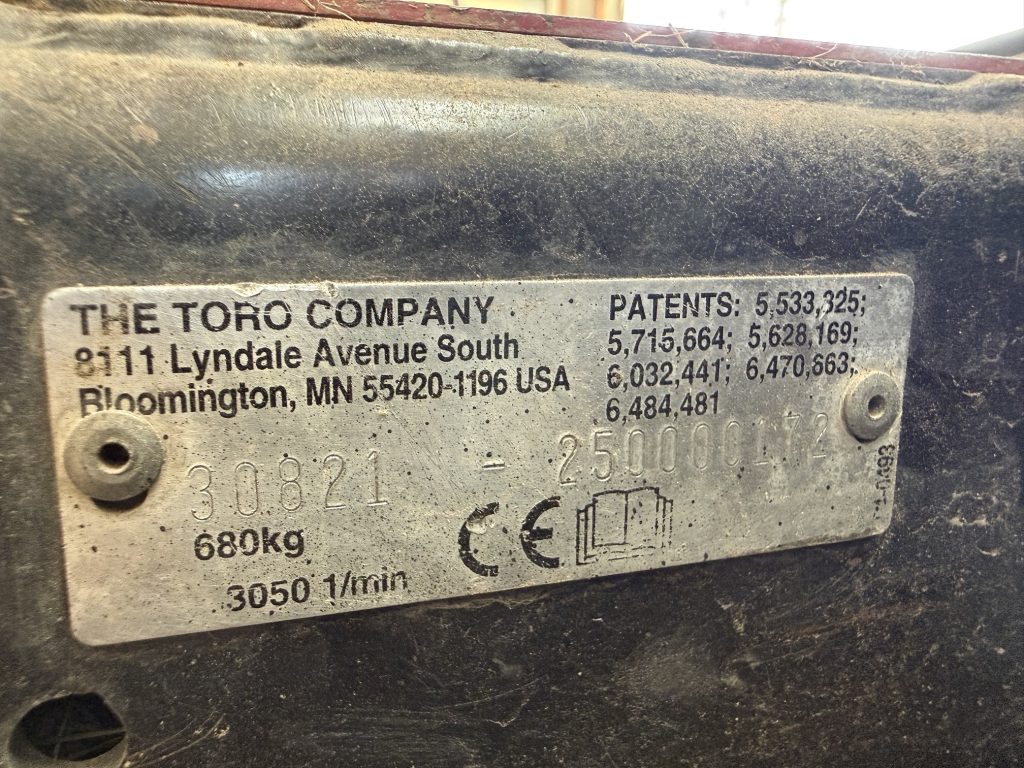 THE TORO COMPANY
8111 Lyndale Avenue South
Bloomington, MN 55420-1196 USA
PATENTS: 5,533,325;
5,715,664; 5,628,169;
6,032,441; 6,470,663;
6,484,481
30821 - 250000172
680kg
3050 1/min
CE